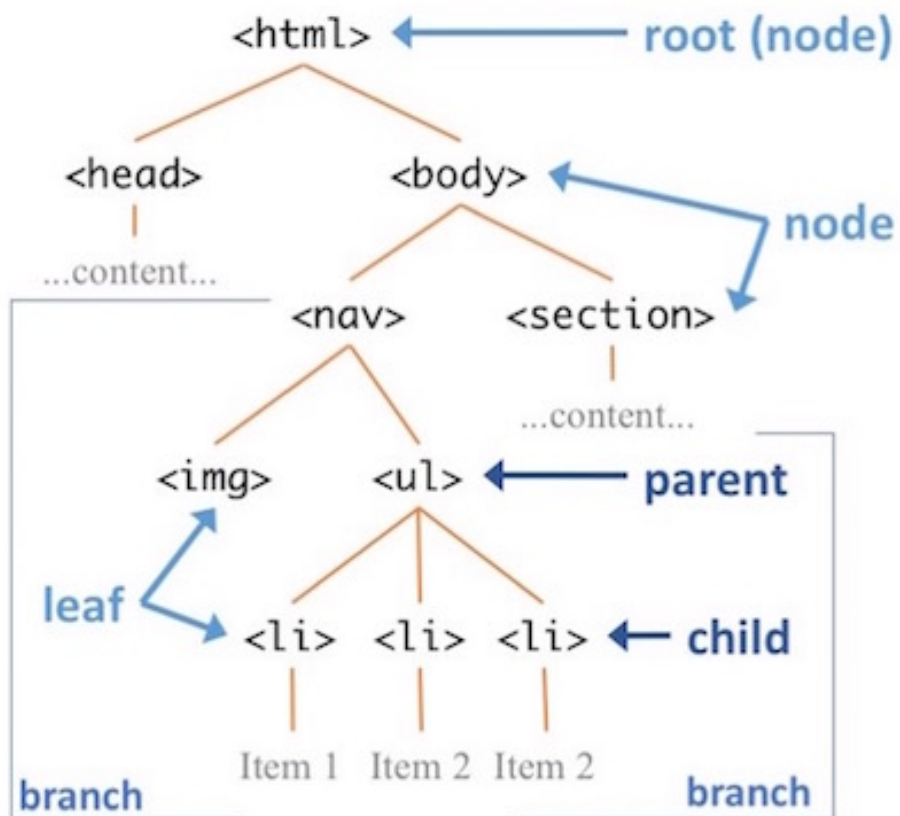 <html> root (node)
<head> <body>
node
...content...
<nav> <section>
...content...
<img> <ul> parent
leaf
<li> <li> <li> child
Item 1 Item 2 Item 2
branch branch